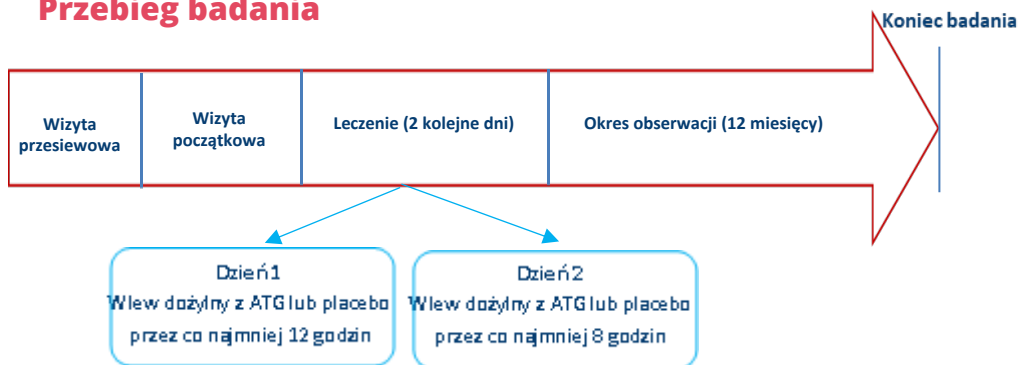 Przebieg badania
Koniec badania
Wizyta
przesiewowa
Wizyta
początkowa
Leczenie (2 kolejne dni)
Okres obserwacji (12 miesięcy)
Dzień 1
Wlew dożylny z ATG lub placebo
przez co najmniej 12 godzin
Dzień 2
Wlew dożylny z ATG lub placebo
przez co najmniej 8 godzin